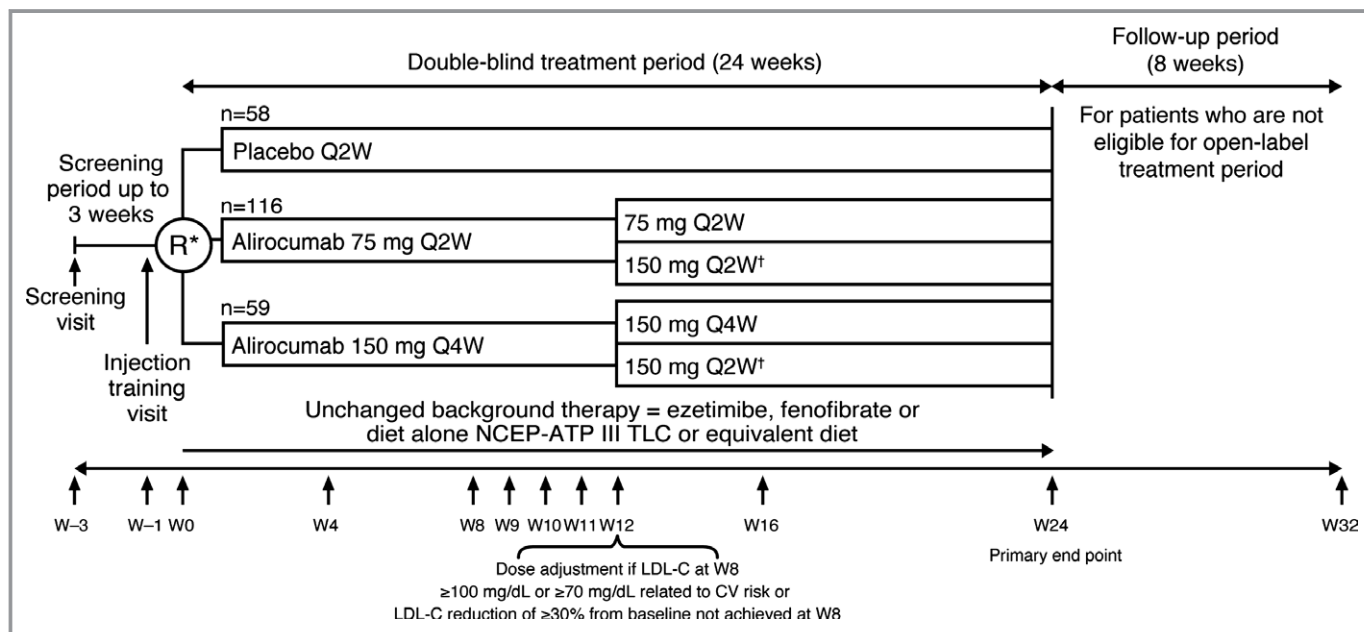 Double-blind treatment period (24 weeks)
Follow-up period
(8 weeks)
For patients who are not
eligible for open-label
treatment period
Screening
period up to
3 weeks
R*
Screening
visit
Injection
training
visit
n=58
Placebo Q2W
n=116
Alirocumab 75 mg Q2W
75 mg Q2W
150 mg Q2W†
n=59
Alirocumab 150 mg Q4W
150 mg Q4W
150 mg Q2W†
Unchanged background therapy = ezetimibe, fenofibrate or
diet alone NCEP-ATP III TLC or equivalent diet
W–3 W–1 W0 W4 W8 W9 W10 W11 W12 W16 W24 W32
Primary end point
Dose adjustment if LDL-C at W8
≥100 mg/dL or ≥70 mg/dL related to CV risk or
LDL-C reduction of ≥30% from baseline not achieved at W8